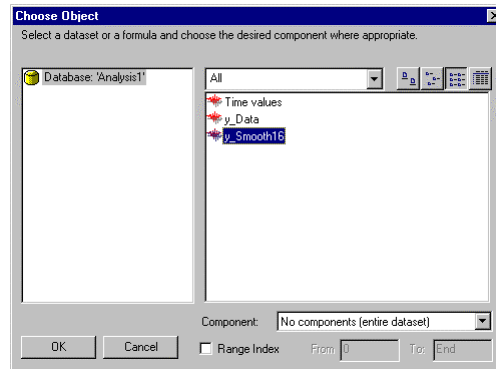 Choose Object
Select a dataset or a formula and choose the desired component where appropriate.
Database: 'Analysis1'
All
Time values
y_Data
y_Smooth16
Component: No components (entire dataset)
OK Cancel Range Index From 0 To: End